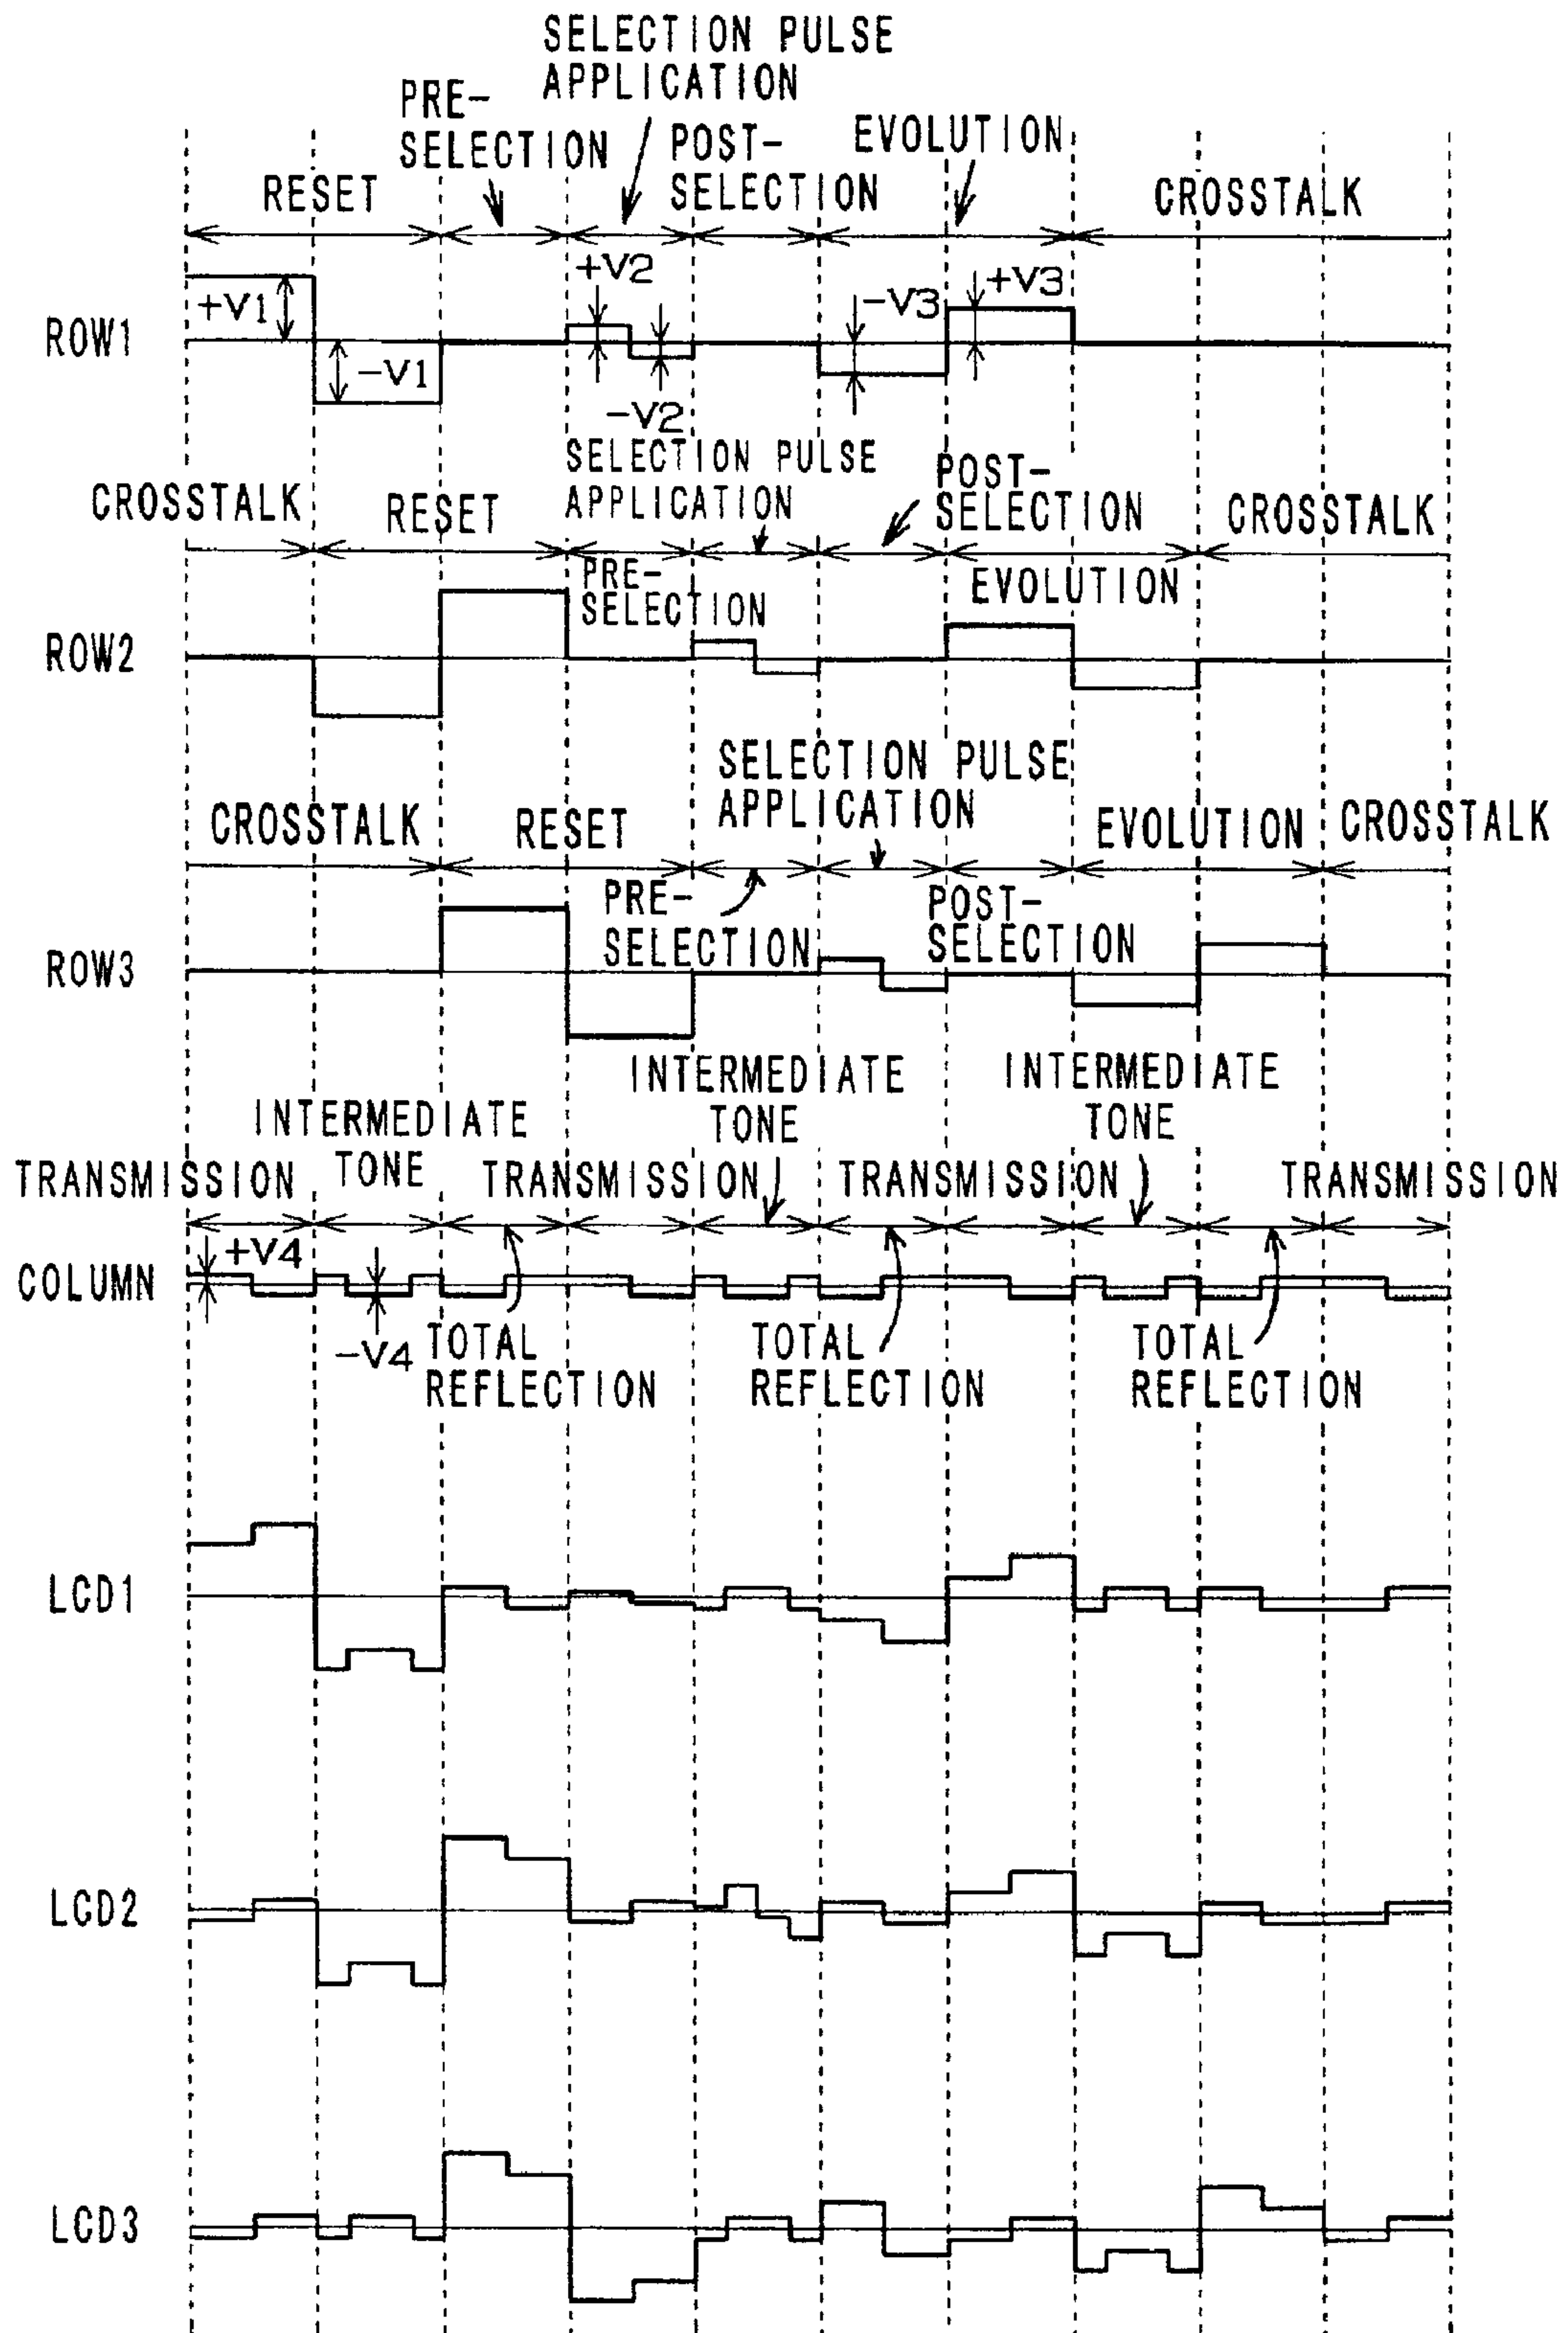 SELECTION PULSE
APPLICATION
PRE-
SELECTION
POST-
SELECTION
EVOLUTION
RESET
CROSSTALK
ROW1
+V1
-V1
+V2
-V2
-V3
+V3
SELECTION PULSE
APPLICATION
POST-
SELECTION
CROSSTALK
RESET
CROSSTALK
PRE-
SELECTION
EVOLUTION
ROW2
SELECTION PULSE
APPLICATION
CROSSTALK
RESET
EVOLUTION
CROSSTALK
PRE-
SELECTION
POST-
SELECTION
ROW3
INTERMEDIATE
TONE
INTERMEDIATE
TONE
INTERMEDIATE
TONE
TRANSMISSION
TRANSMISSION
TRANSMISSION
TRANSMISSION
COLUMN
+V4
-V4
TOTAL
REFLECTION
TOTAL
REFLECTION
TOTAL
REFLECTION
LCD1
LCD2
LCD3